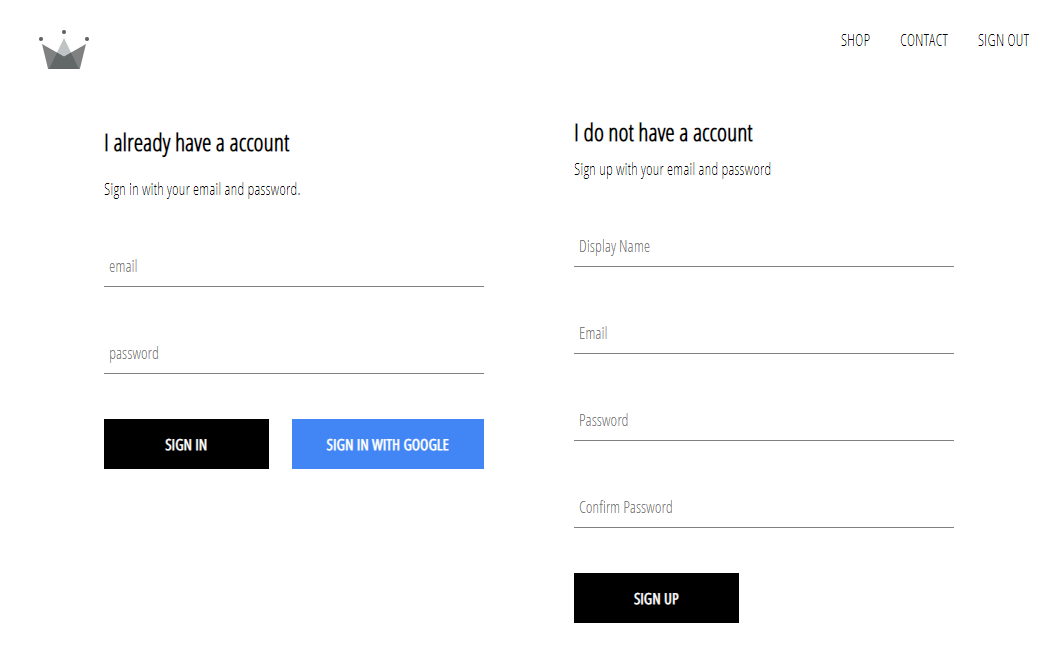 SHOP
CONTACT
SIGN OUT
I already have a account
Sign in with your email and password.
email
password
SIGN IN
SIGN IN WITH GOOGLE
I do not have a account
Sign up with your email and password
Display Name
Email
Password
Confirm Password
SIGN UP